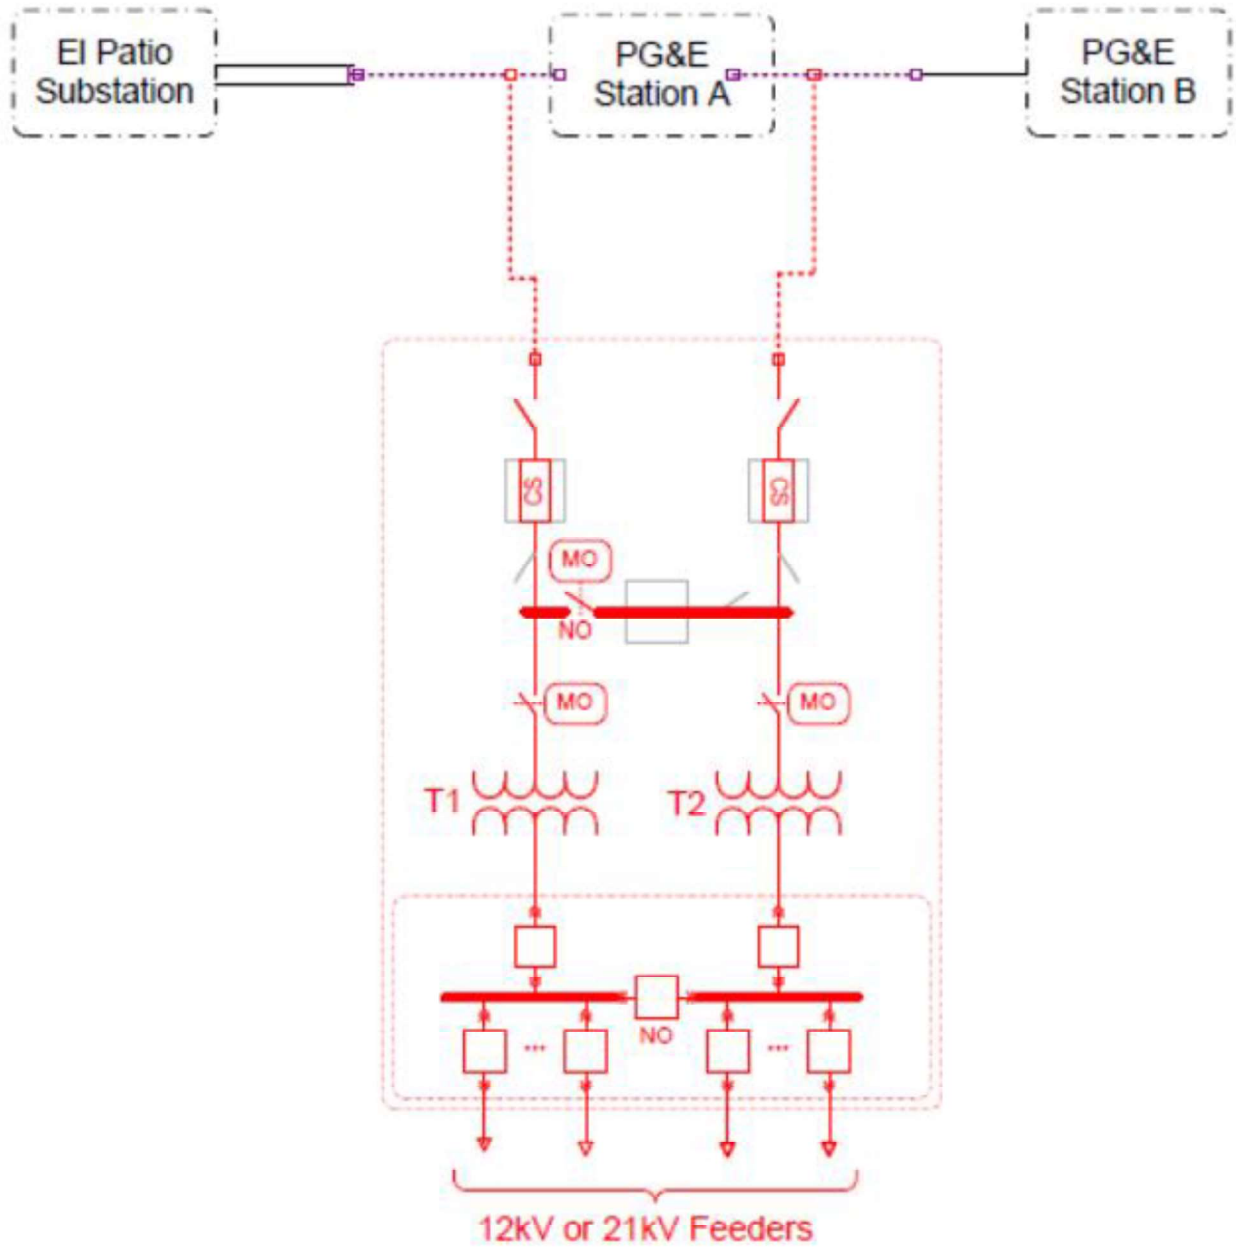 El Patio
Substation
PG&E
Station A
PG&E
Station B
CS
CS
MO
NO
MO
MO
T1
T2
...
...
NO
12kV or 21kV Feeders